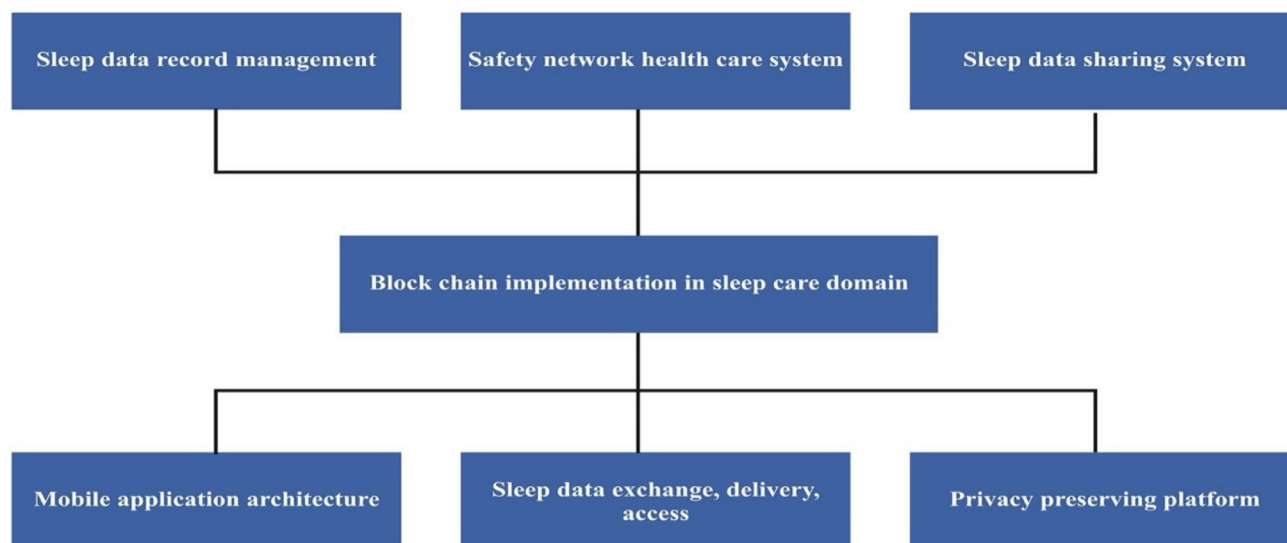 Sleep data record management
Safety network health care system
Sleep data sharing system
Block chain implementation in sleep care domain
Mobile application architecture
Sleep data exchange, delivery,
access
Privacy preserving platform